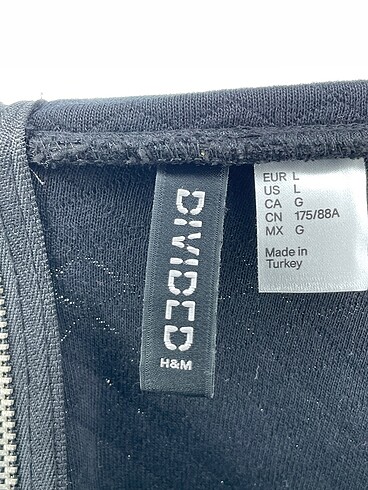 DIVIDED
H&M
EUR L
US L
CA G
CN 175/88A
MX G
Made in
Turkey